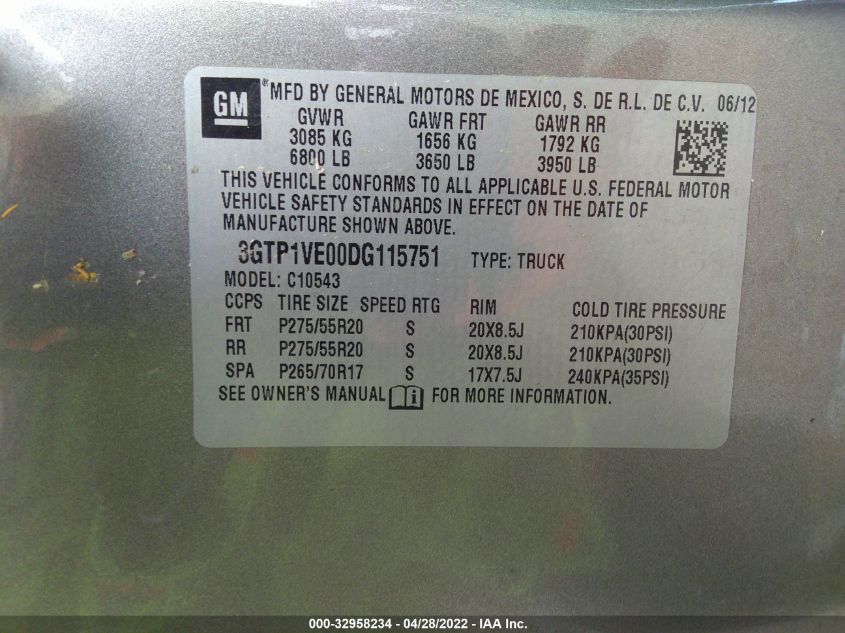 GM
® MFD BY GENERAL MOTORS DE MEXICO, S. DE R.L. DE C.V. 06/12
GVWR GAWR FRT GAWR RR
3085 KG 1656 KG 1792 KG
6800 LB 3650 LB 3950 LB
THIS VEHICLE CONFORMS TO ALL APPLICABLE U.S. FEDERAL MOTOR
VEHICLE SAFETY STANDARDS IN EFFECT ON THE DATE OF
MANUFACTURE SHOWN ABOVE.
3GTP1VE00DG115751 TYPE: TRUCK
MODEL: C10543
CCPS TIRE SIZE SPEED RTG RIM COLD TIRE PRESSURE
FRT P275/55R20 S 20X8.5J 210KPA(30PSI)
RR P275/55R20 S 20X8.5J 210KPA(30PSI)
SPA P265/70R17 S 17X7.5J 240KPA(35PSI)
SEE OWNER'S MANUAL i FOR MORE INFORMATION.
000-32958234 - 04/28/2022 - IAA Inc.